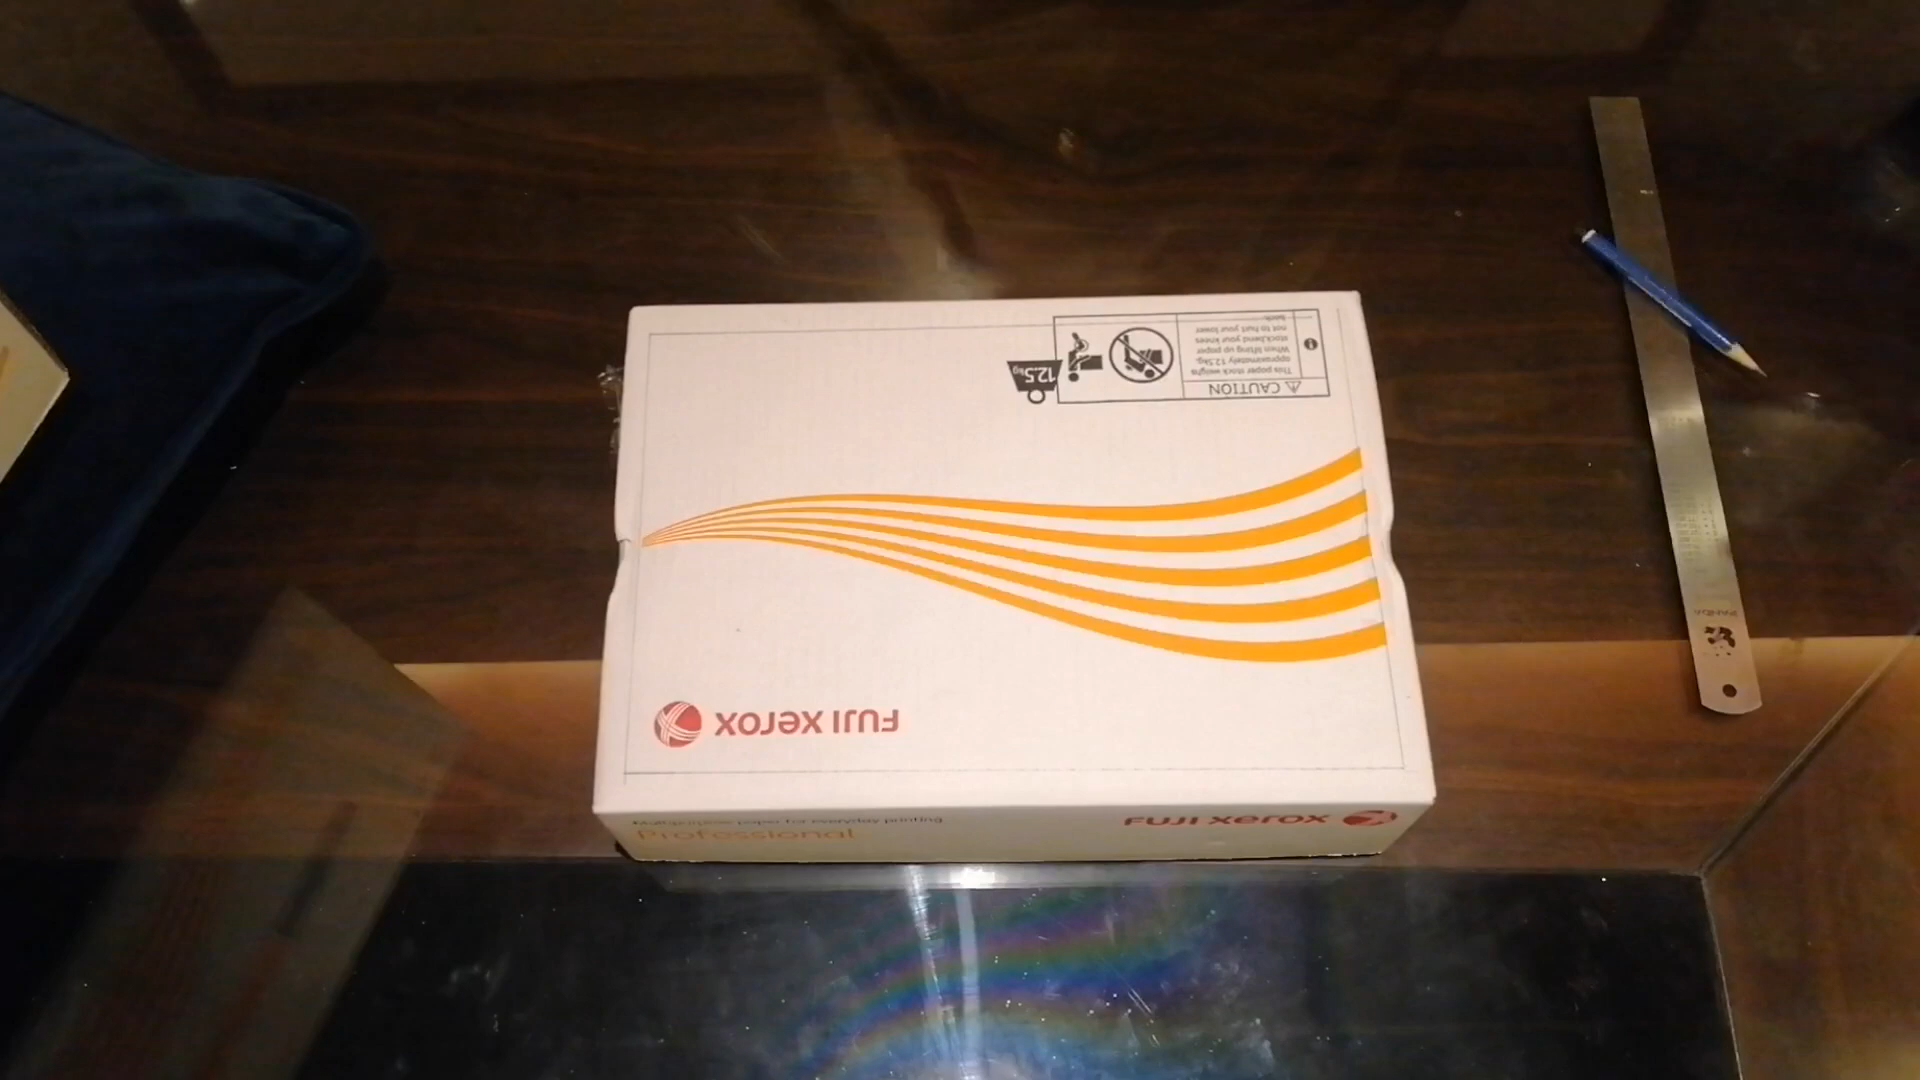 ⚠ CAUTION
This paper stock weighs
approximately 12.5kg.
When lifting up paper
stock,bend your knees
not to hurt your lower
back.
12.5kg
FUJI xerox
Multipurpose paper for everyday printing
Professional
FUJI xerox
PANDA